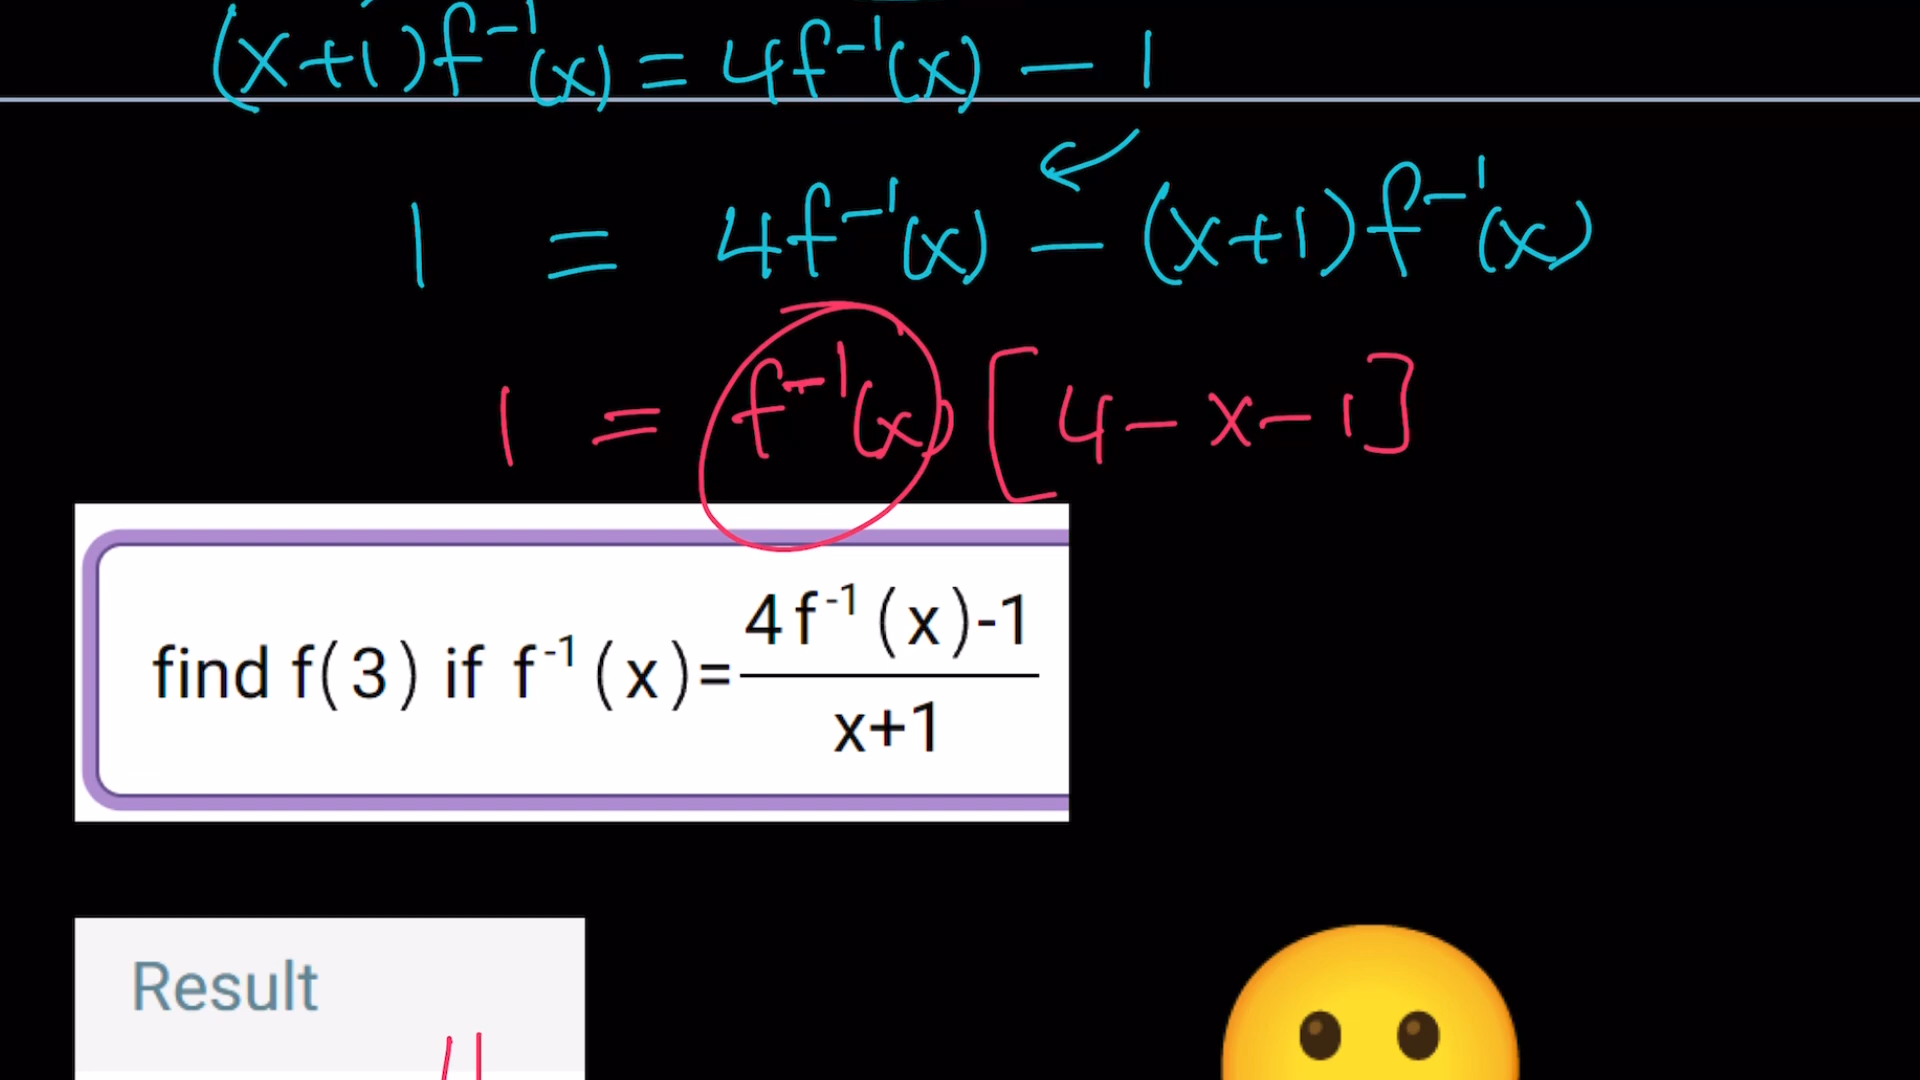 (x+1)f⁻¹(x) = 4f⁻¹(x) − 1
1 = 4f⁻¹(x) − (x+1)f⁻¹(x)
1 = f⁻¹(x) [4−x−1]
find f(3) if f⁻¹(x)=(4f⁻¹(x)-1)/(x+1)
Result